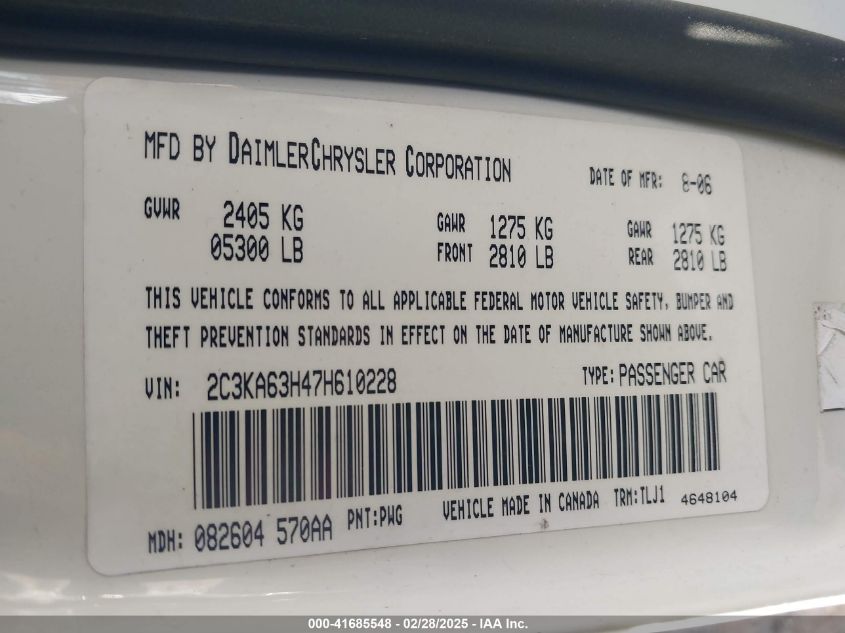 MFD BY DAIMLERCHRYSLER CORPORATION DATE OF MFR: 8-06
GVWR 2405 KG GAWR 1275 KG GAWR 1275 KG
05300 LB FRONT 2810 LB REAR 2810 LB
THIS VEHICLE CONFORMS TO ALL APPLICABLE FEDERAL MOTOR VEHICLE SAFETY, BUMPER AND
THEFT PREVENTION STANDARDS IN EFFECT ON THE DATE OF MANUFACTURE SHOWN ABOVE.
VIN: 2C3KA63H47H610228 TYPE: PASSENGER CAR
MDH: 082604 570AA PNT:PWG VEHICLE MADE IN CANADA TRM:TLJ1 4648104
000-41685548 - 02/28/2025 - IAA Inc.